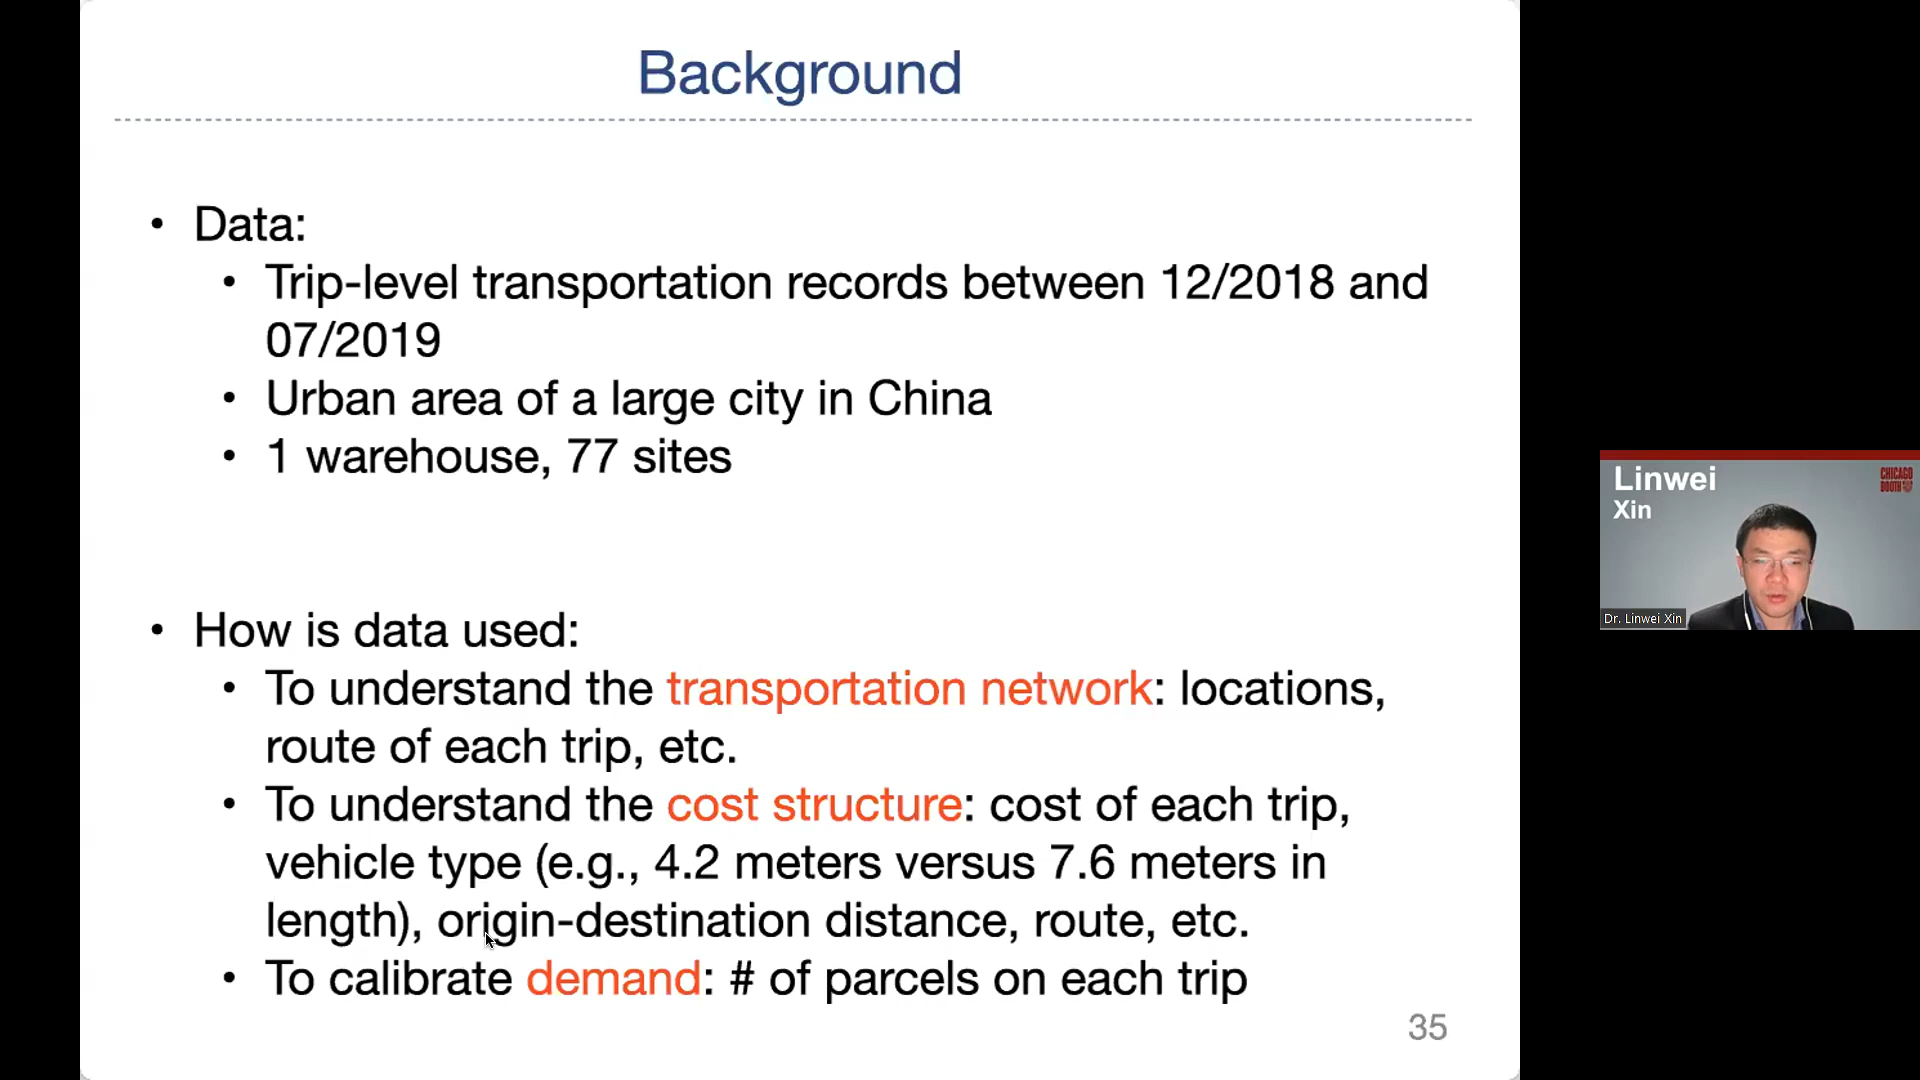 Background
• Data:
• Trip-level transportation records between 12/2018 and
07/2019
• Urban area of a large city in China
• 1 warehouse, 77 sites
• How is data used:
• To understand the transportation network: locations,
route of each trip, etc.
• To understand the cost structure: cost of each trip,
vehicle type (e.g., 4.2 meters versus 7.6 meters in
length), origin-destination distance, route, etc.
• To calibrate demand: # of parcels on each trip
35
Linwei
Xin
CHICAGO
BOOTH
Dr. Linwei Xin